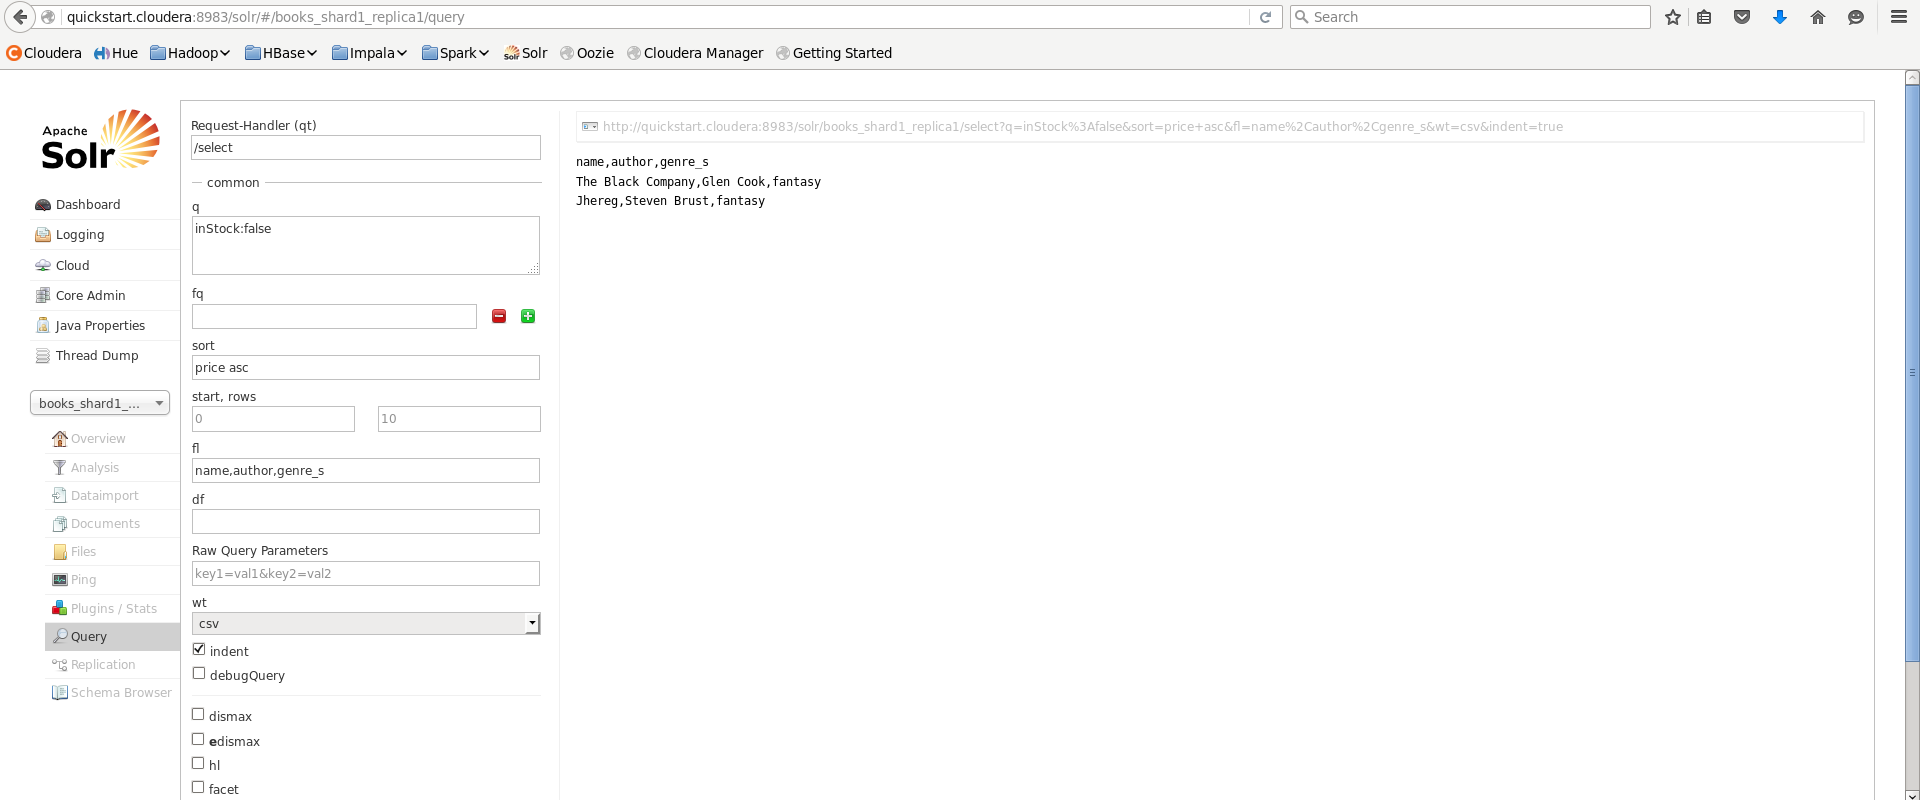 quickstart.cloudera:8983/solr/#/books_shard1_replica1/query
Search
Cloudera Hue Hadoop HBase Impala Spark Solr Oozie Cloudera Manager Getting Started
Apache
Solr
Dashboard
Logging
Cloud
Core Admin
Java Properties
Thread Dump
books_shard1_...
Overview
Analysis
Dataimport
Documents
Files
Ping
Plugins / Stats
Query
Replication
Schema Browser
Request-Handler (qt)
/select
common
q
inStock:false
fq
sort
price asc
start, rows
0 10
fl
name,author,genre_s
df
Raw Query Parameters
key1=val1&key2=val2
wt
csv
indent
debugQuery
dismax
edismax
hl
facet
http://quickstart.cloudera:8983/solr/books_shard1_replica1/select?q=inStock%3Afalse&sort=price+asc&fl=name%2Cauthor%2Cgenre_s&wt=csv&indent=true
name,author,genre_s
The Black Company,Glen Cook,fantasy
Jhereg,Steven Brust,fantasy